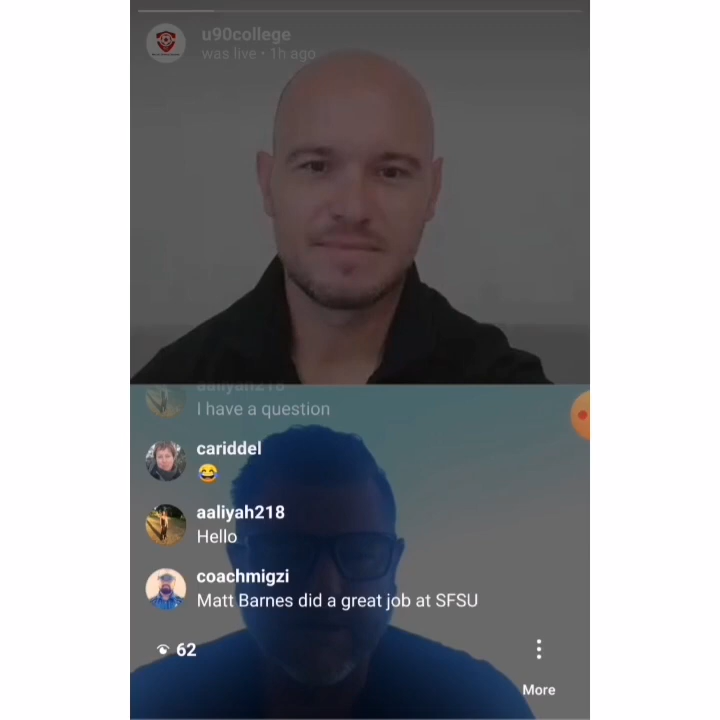 u90college
was live • 1h ago
aaliyah218
I have a question
cariddel
😂
aaliyah218
Hello
coachmigzi
Matt Barnes did a great job at SFSU
62
More